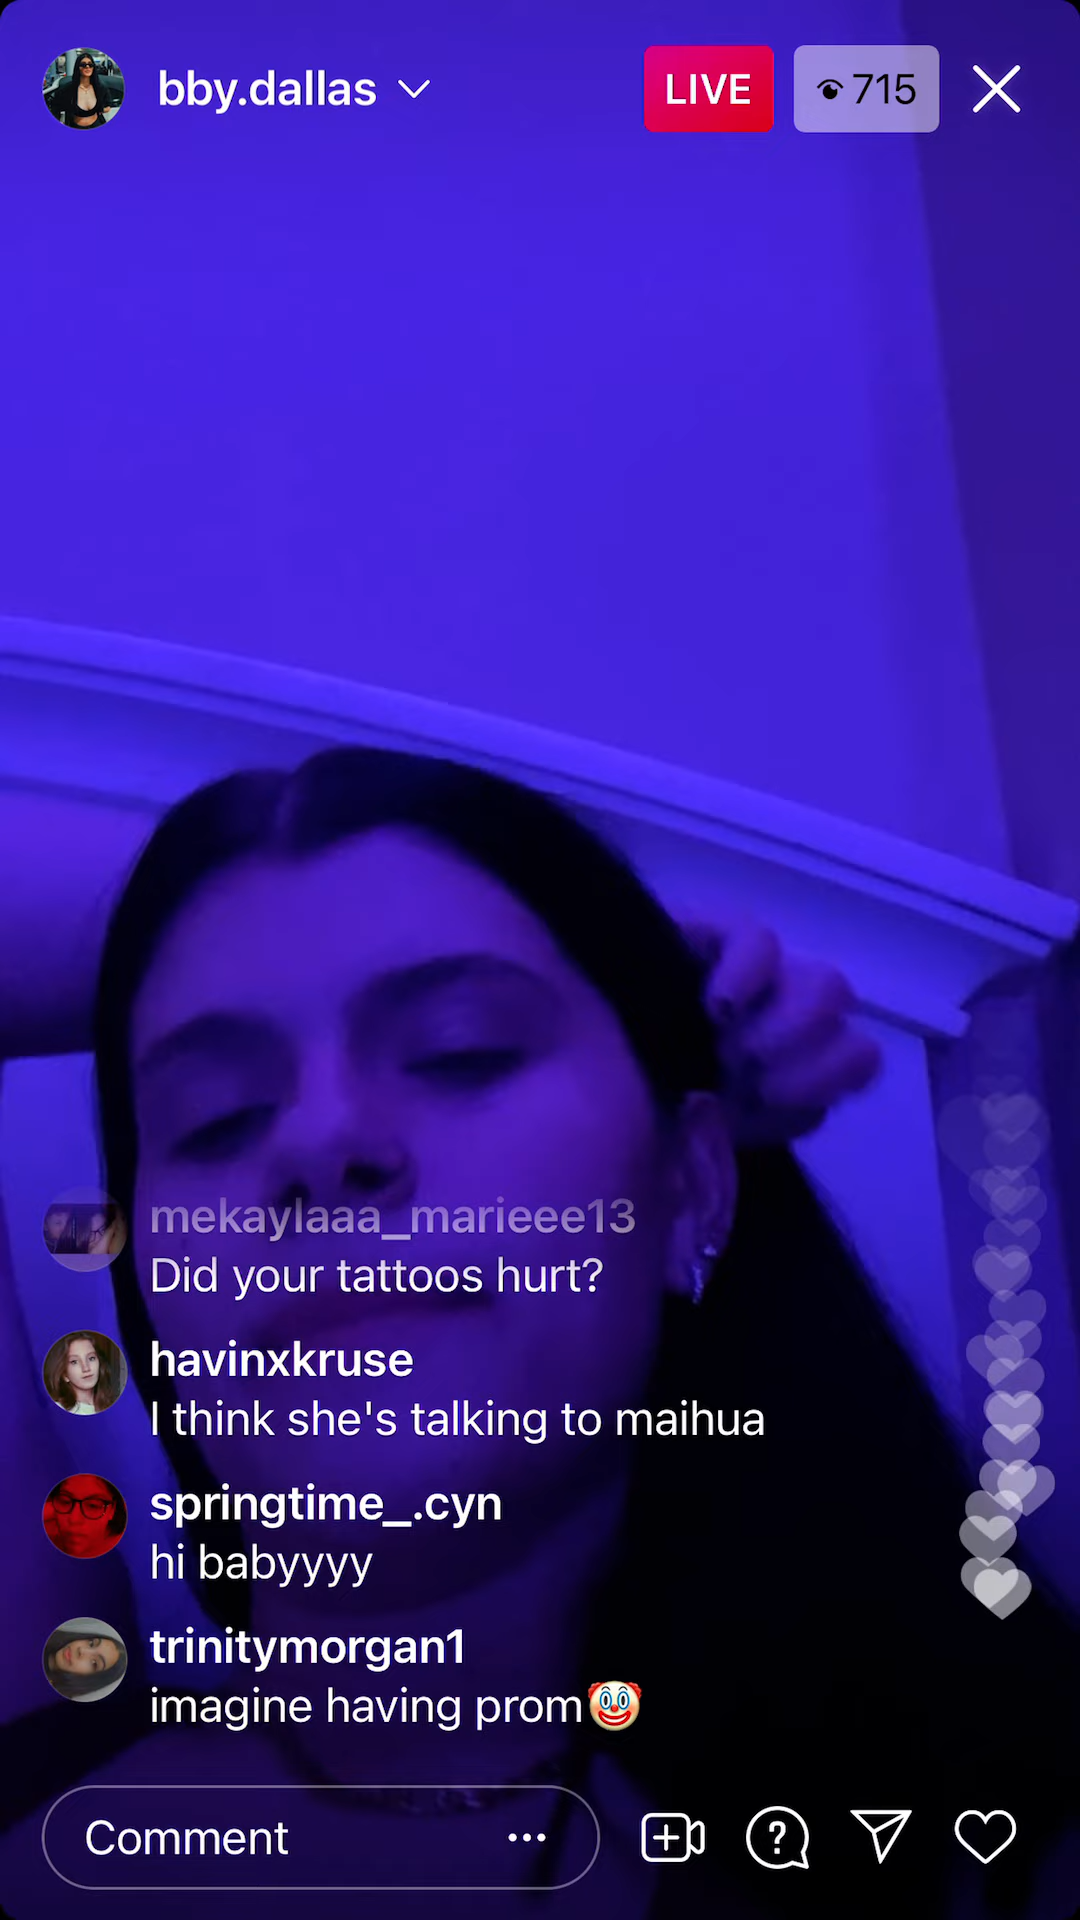 bby.dallas
LIVE
715
mekaylaaa_marieee13
Did your tattoos hurt?
havinxkruse
I think she's talking to maihua
springtime_.cyn
hi babyyyy
trinitymorgan1
imagine having prom🤡
Comment